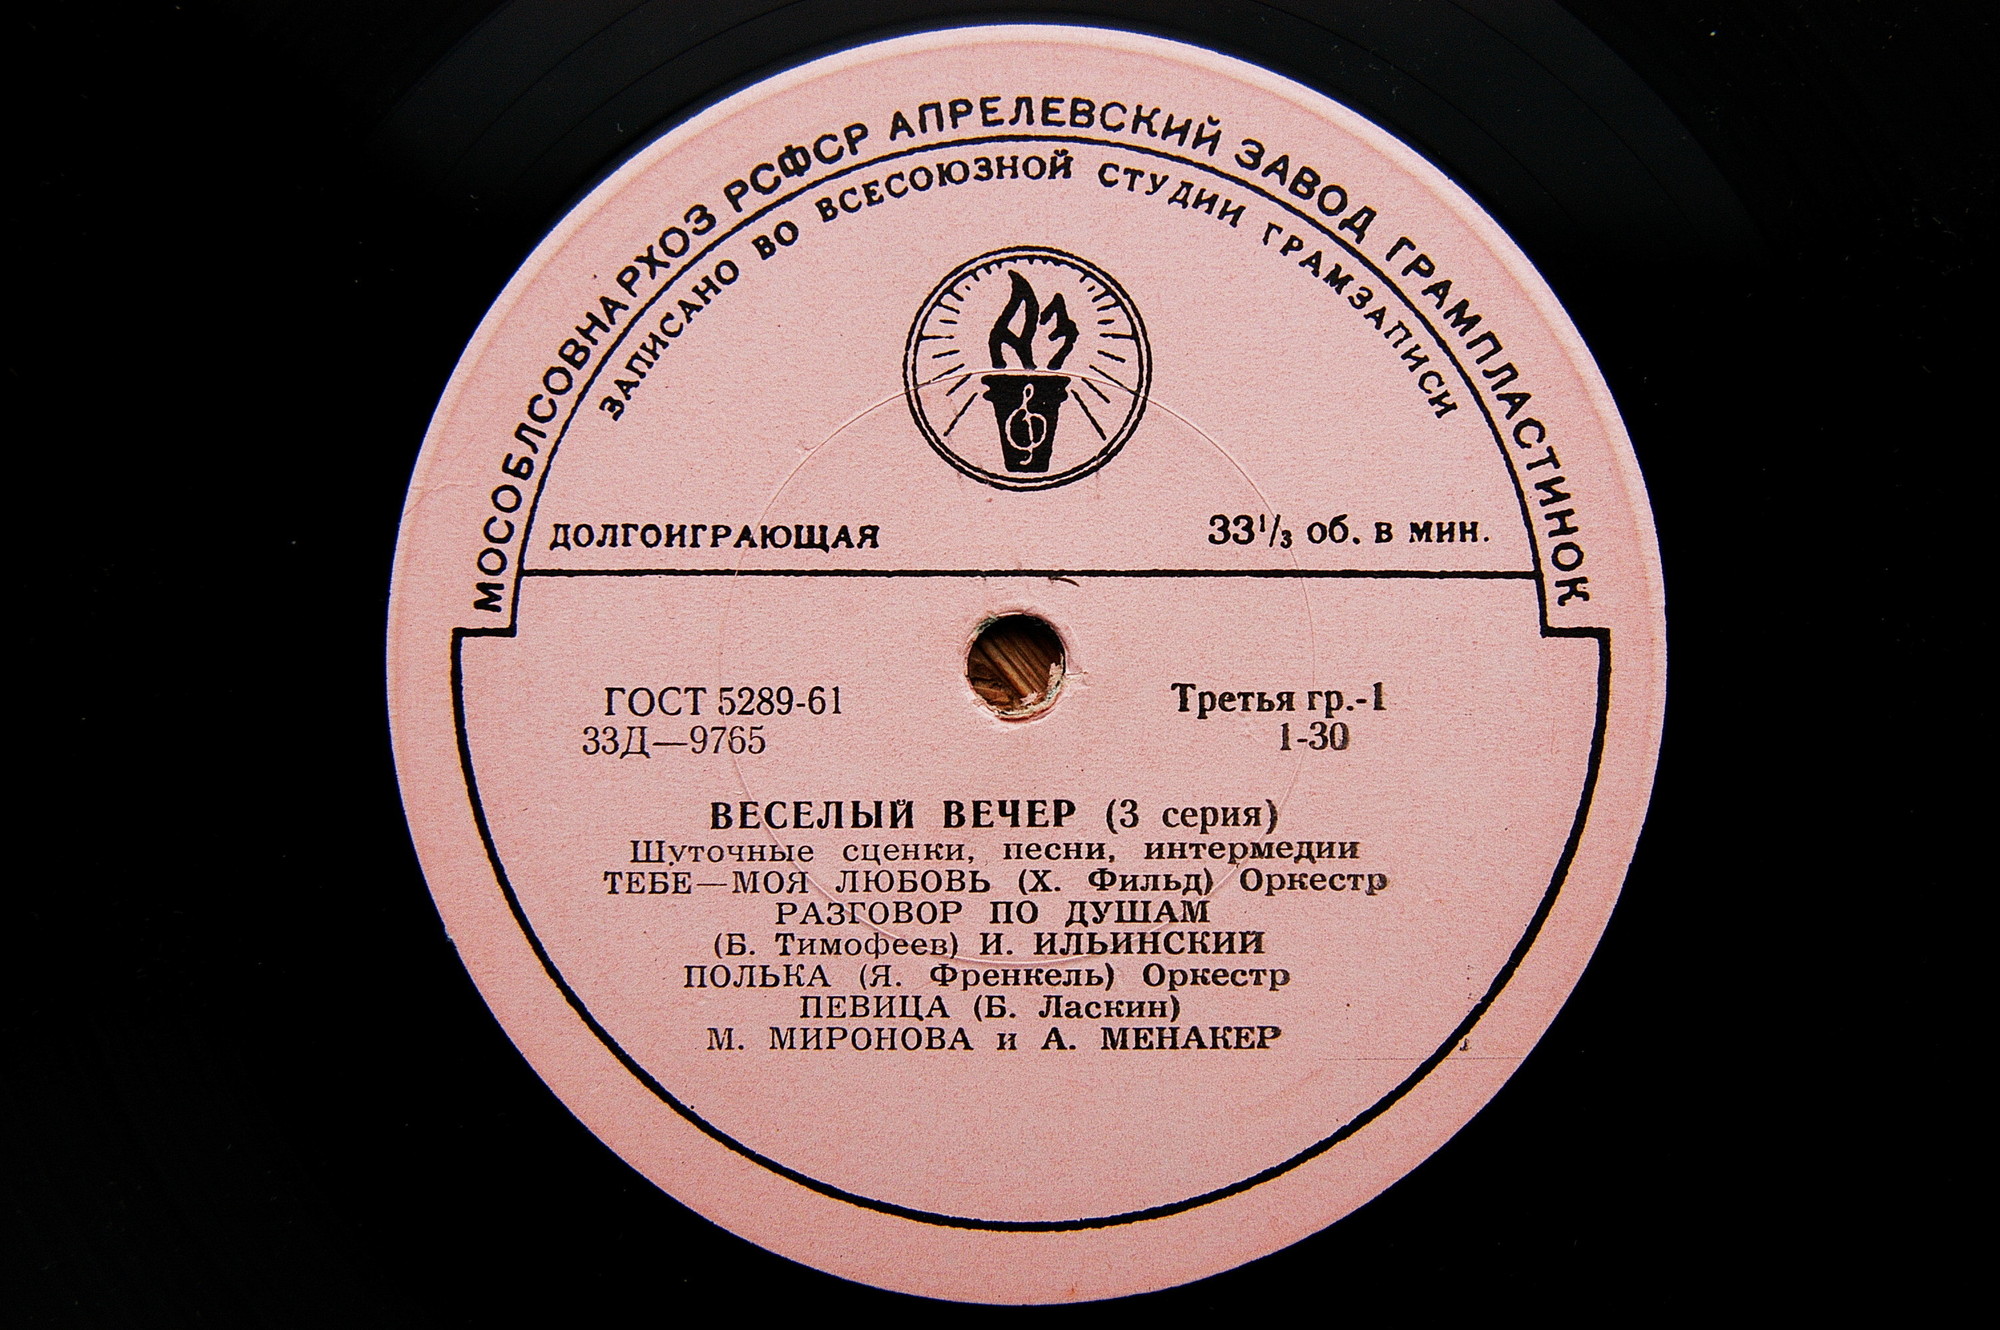 МОСОБЛСОВНАРХОЗ РСФСР АПРЕЛЕВСКИЙ ЗАВОД ГРАМПЛАСТИНОК
ЗАПИСАНО ВО ВСЕСОЮЗНОЙ СТУДИИ ГРАМЗАПИСИ
АЗ
ДОЛГОИГРАЮЩАЯ 33 1/3 об. в мин.
ГОСТ 5289-61 Третья гр.-1
33Д—9765 1-30
ВЕСЕЛЫЙ ВЕЧЕР (3 серия)
Шуточные сценки, песни, интермедии
ТЕБЕ—МОЯ ЛЮБОВЬ (Х. Фильд) Оркестр
РАЗГОВОР ПО ДУШАМ
(Б. Тимофеев) И. ИЛЬИНСКИЙ
ПОЛЬКА (Я. Френкель) Оркестр
ПЕВИЦА (Б. Ласкин)
М. МИРОНОВА и А. МЕНАКЕР